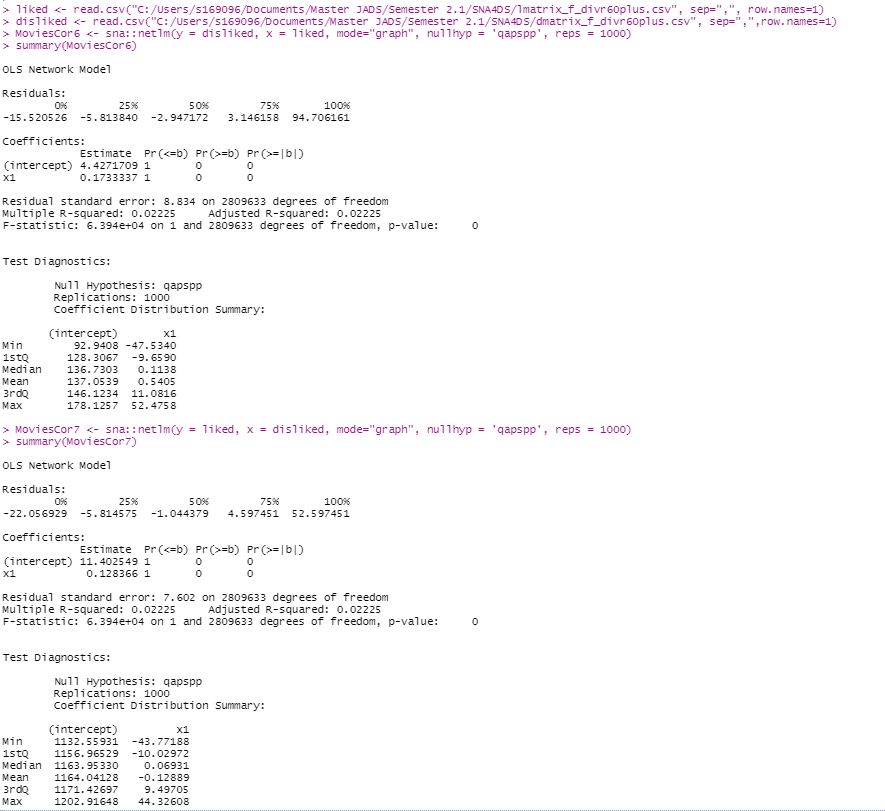 > liked <- read.csv("C:/Users/s169096/Documents/Master JADS/Semester 2.1/SNA4DS/lmatrix_f_divr60plus.csv", sep=",", row.names=1)
> disliked <- read.csv("C:/Users/s169096/Documents/Master JADS/Semester 2.1/SNA4DS/dmatrix_f_divr60plus.csv", sep=",",row.names=1)
> MoviesCor6 <- sna::netlm(y = disliked, x = liked, mode="graph", nullhyp = 'qapspp', reps = 1000)
> summary(MoviesCor6)
OLS Network Model
Residuals:
0% 25% 50% 75% 100%
-15.520526 -5.813840 -2.947172 3.146158 94.706161
Coefficients:
Estimate Pr(<=b) Pr(>=b) Pr(>=|b|)
(intercept) 4.4271709 1 0 0
x1 0.1733337 1 0 0
Residual standard error: 8.834 on 2809633 degrees of freedom
Multiple R-squared: 0.02225 Adjusted R-squared: 0.02225
F-statistic: 6.394e+04 on 1 and 2809633 degrees of freedom, p-value: 0
Test Diagnostics:
Null Hypothesis: qapspp
Replications: 1000
Coefficient Distribution Summary:
(intercept) x1
Min 92.9408 -47.5340
1stQ 128.3067 -9.6590
Median 136.7303 0.1138
Mean 137.0539 0.5405
3rdQ 146.1234 11.0816
Max 178.1257 52.4758
> MoviesCor7 <- sna::netlm(y = liked, x = disliked, mode="graph", nullhyp = 'qapspp', reps = 1000)
> summary(MoviesCor7)
OLS Network Model
Residuals:
0% 25% 50% 75% 100%
-22.056929 -5.814575 -1.044379 4.597451 52.597451
Coefficients:
Estimate Pr(<=b) Pr(>=b) Pr(>=|b|)
(intercept) 11.402549 1 0 0
x1 0.128366 1 0 0
Residual standard error: 7.602 on 2809633 degrees of freedom
Multiple R-squared: 0.02225 Adjusted R-squared: 0.02225
F-statistic: 6.394e+04 on 1 and 2809633 degrees of freedom, p-value: 0
Test Diagnostics:
Null Hypothesis: qapspp
Replications: 1000
Coefficient Distribution Summary:
(intercept) x1
Min 1132.55931 -43.77188
1stQ 1156.96529 -10.02972
Median 1163.95330 0.06931
Mean 1164.04128 -0.12889
3rdQ 1171.42697 9.49705
Max 1202.91648 44.32608